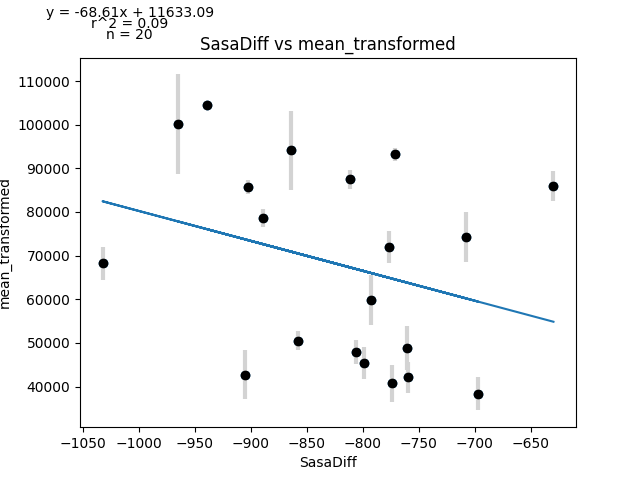 y = -68.61x + 11633.09
r^2 = 0.09
n = 20
SasaDiff vs mean_transformed
110000
100000
90000
80000
70000
60000
50000
40000
mean_transformed
−1050 −1000 −950 −900 −850 −800 −750 −700 −650
SasaDiff